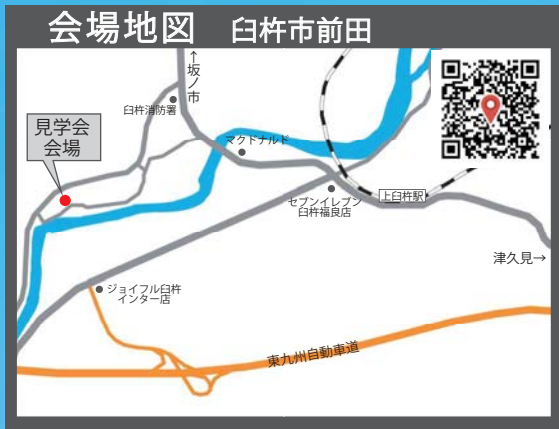 会場地図 臼杵市前田
↑坂ノ市
臼杵消防署
見学会
会場
マクドナルド
セブンイレブン
臼杵福良店
上臼杵駅
津久見→
ジョイフル臼杵
インター店
東九州自動車道